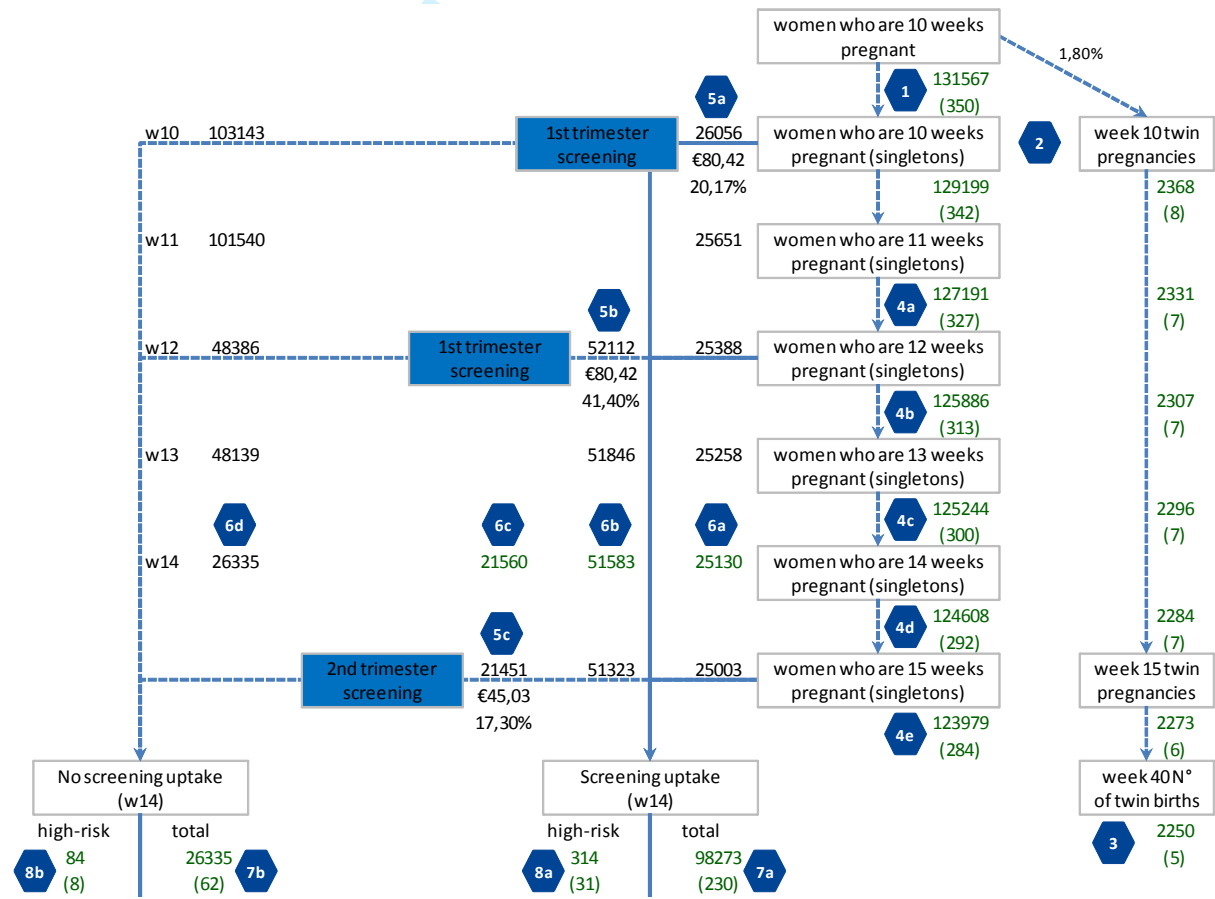 women who are 10 weeks
pregnant
1,80%
1
131567
(350)
5a
w10
103143
1st trimester
screening
26056
€80,42
20,17%
women who are 10 weeks
pregnant (singletons)
2
week 10 twin
pregnancies
129199
(342)
2368
(8)
w11
101540
25651
women who are 11 weeks
pregnant (singletons)
5b
4a
127191
(327)
2331
(7)
w12
48386
1st trimester
screening
52112
€80,42
41,40%
25388
women who are 12 weeks
pregnant (singletons)
4b
125886
(313)
2307
(7)
w13
48139
51846
25258
women who are 13 weeks
pregnant (singletons)
6d
6c
6b
6a
4c
125244
(300)
2296
(7)
w14
26335
21560
51583
25130
women who are 14 weeks
pregnant (singletons)
5c
4d
124608
(292)
2284
(7)
2nd trimester
screening
21451
€45,03
17,30%
51323
25003
women who are 15 weeks
pregnant (singletons)
week 15 twin
pregnancies
4e
123979
(284)
2273
(6)
No screening uptake
(w14)
Screening uptake
(w14)
week 40 N°
of twin births
high-risk
total
high-risk
total
3
2250
(5)
8b
84
(8)
26335
(62)
7b
8a
314
(31)
98273
(230)
7a